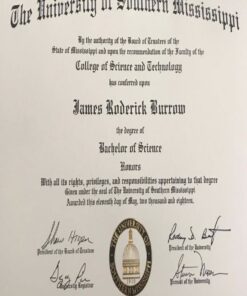 The University of Southern Mississippi
By the authority of the Board of Trustees of the
State of Mississippi and upon the recommendation of the Faculty of the
College of Science and Technology
has conferred upon
James Roderick Burrow
the degree of
Bachelor of Science
Honors
With all its rights, privileges, and responsibilities appertaining to that degree
Given under the seal of The University of Southern Mississippi
Awarded this eleventh day of May, two thousand and eighteen.
President of the Board of Trustees
President of the University
University Registrar
Provost of the University